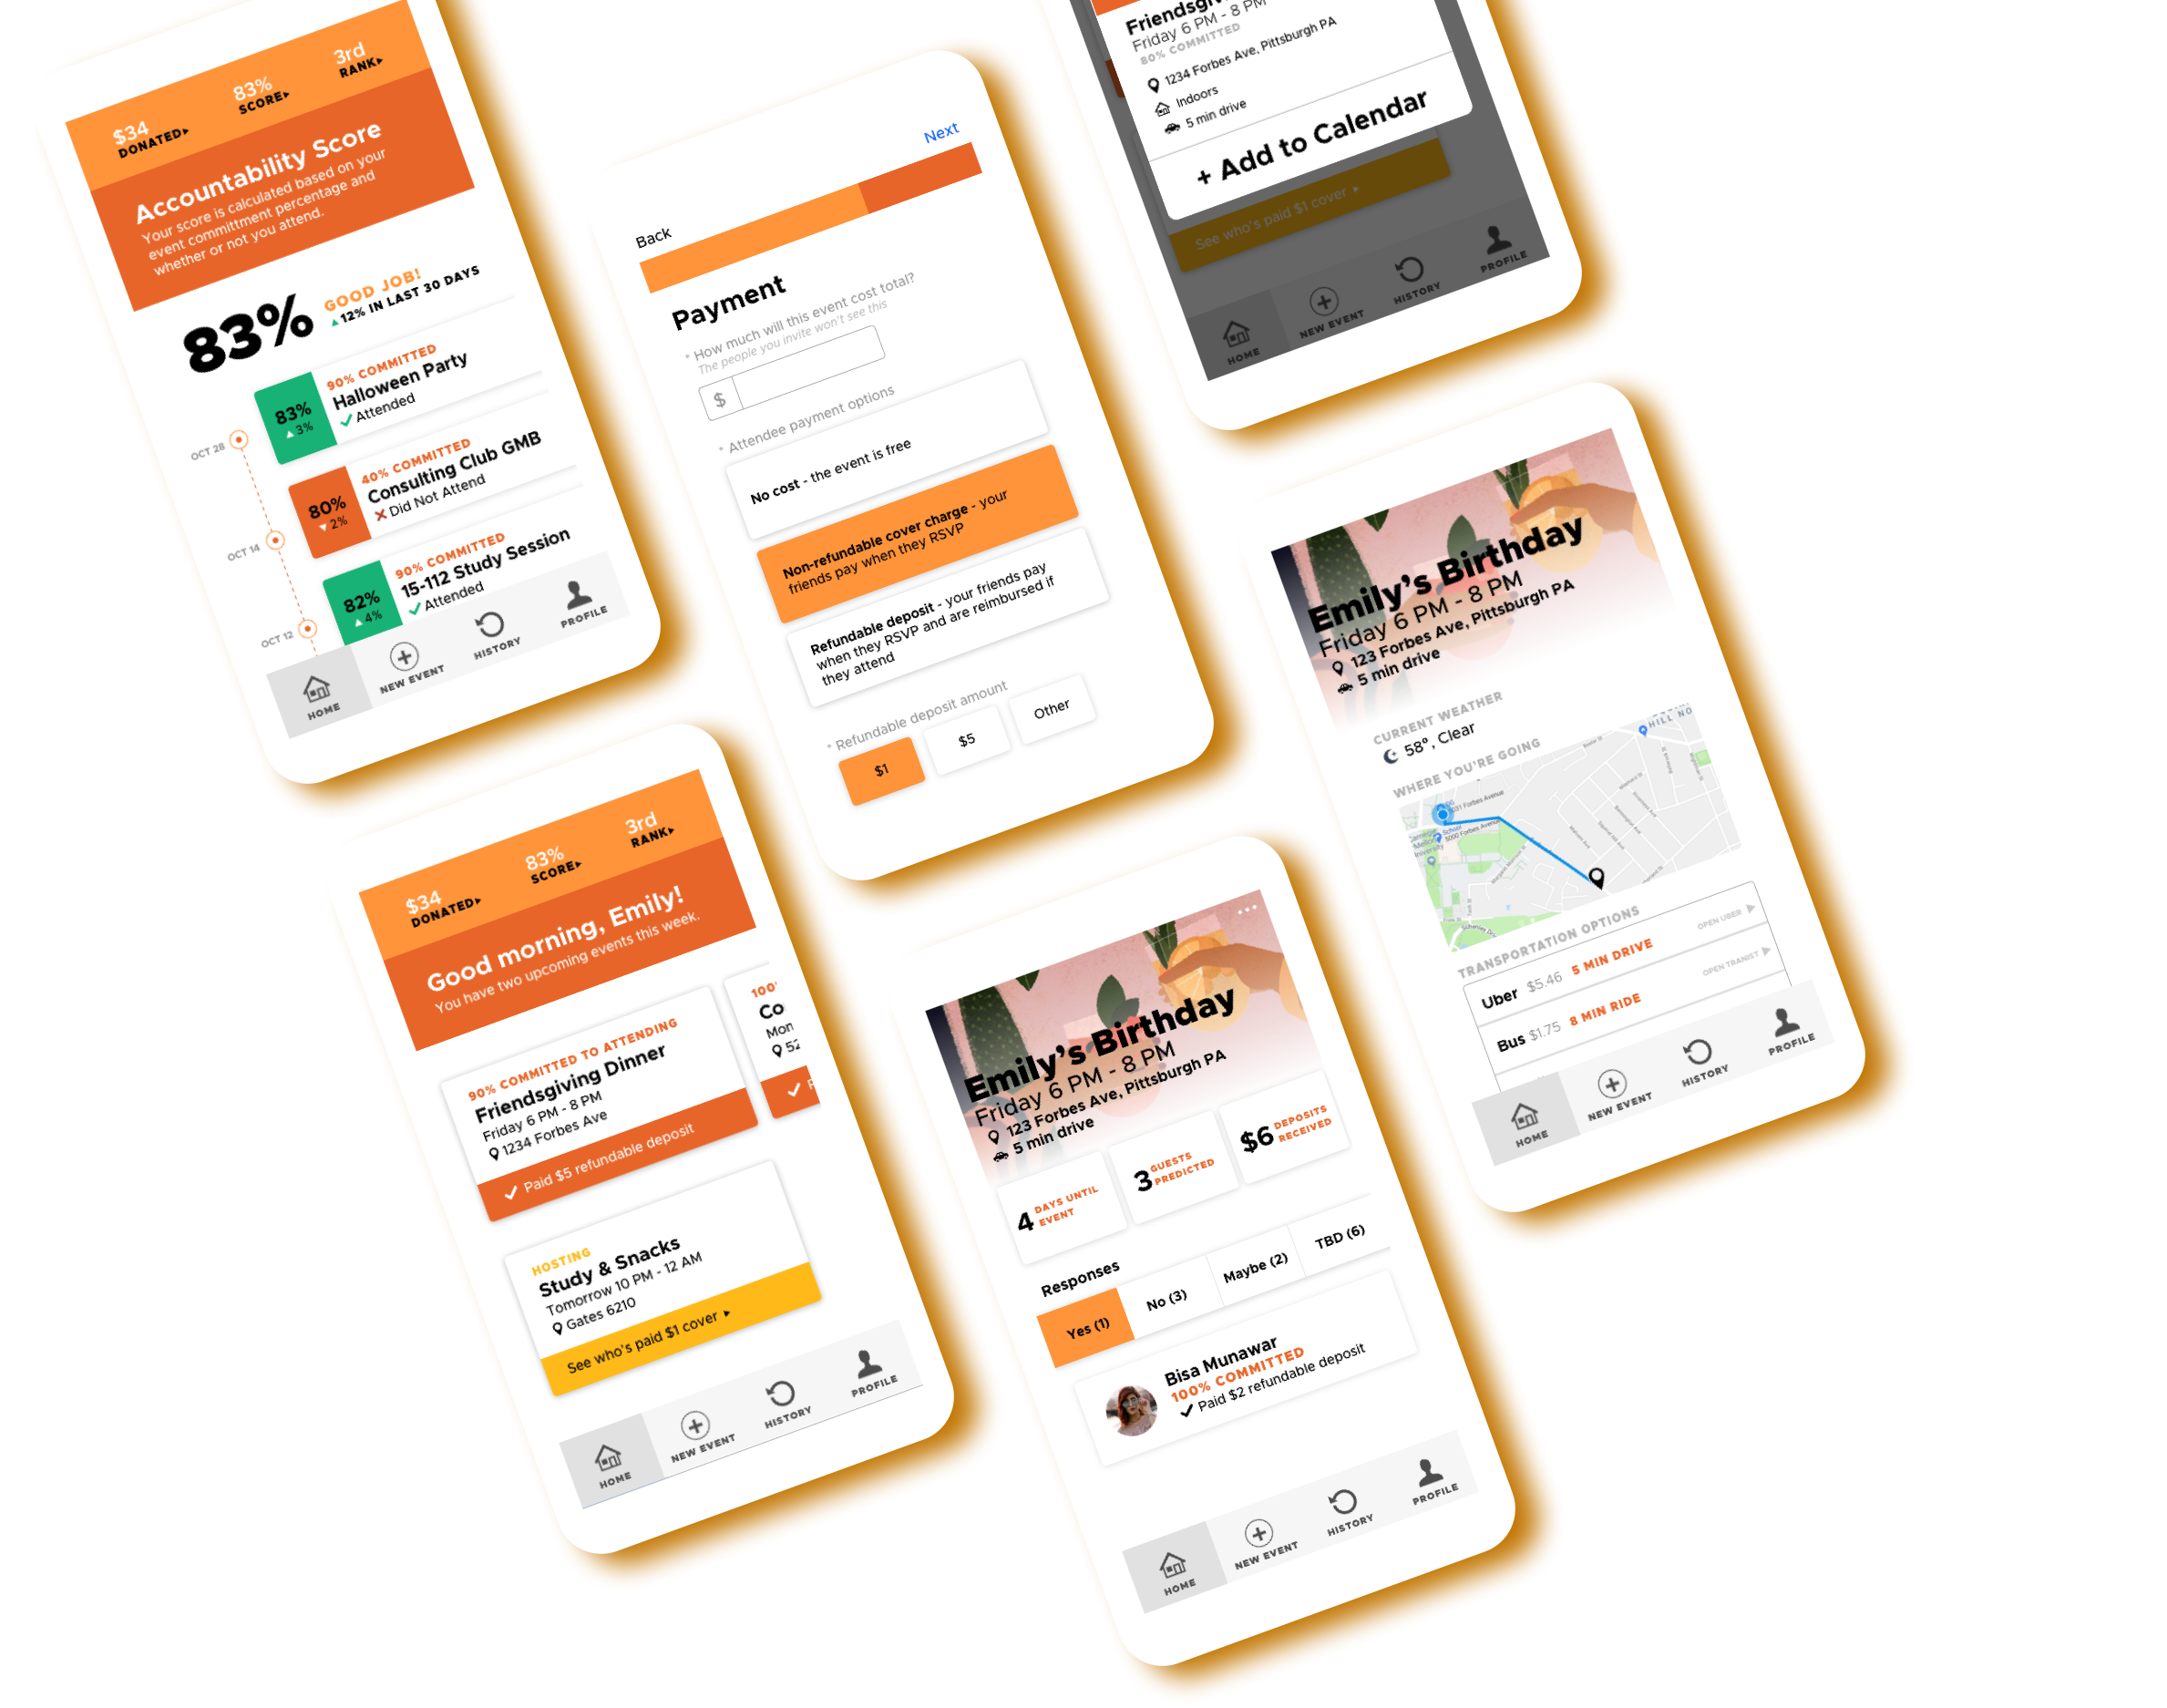 $34
DONATED▸
83%
SCORE▸
3rd
RANK▸
Accountability Score
Your score is calculated based on your
event committment percentage and
whether or not you attend.
83%
GOOD JOB!
▲12% IN LAST 30 DAYS
OCT 28
83%
▲3%
90% COMMITTED
Halloween Party
Attended
OCT 14
80%
▼2%
40% COMMITTED
Consulting Club GMB
Did Not Attend
OCT 12
82%
▲4%
90% COMMITTED
15-112 Study Session
Attended
HOME
NEW EVENT
HISTORY
PROFILE
Back
Next
Payment
* How much will this event cost total?
The people you invite won't see this
$
* Attendee payment options
No cost - the event is free
Non-refundable cover charge - your
friends pay when they RSVP
Refundable deposit - your friends pay
when they RSVP and are reimbursed if
they attend
* Refundable deposit amount
$1
$5
Other
Friday 6 PM - 8 PM
80% COMMITTED
1234 Forbes Ave, Pittsburgh PA
Indoors
5 min drive
+ Add to Calendar
See who's paid $1 cover ▸
HOME
NEW EVENT
HISTORY
PROFILE
$34
DONATED▸
83%
SCORE▸
3rd
RANK▸
Good morning, Emily!
You have two upcoming events this week.
90% COMMITTED TO ATTENDING
Friendsgiving Dinner
Friday 6 PM - 8 PM
1234 Forbes Ave
Paid $5 refundable deposit
100%
Co
Mon
52
HOSTING
Study & Snacks
Tomorrow 10 PM - 12 AM
Gates 6210
See who's paid $1 cover ▸
HOME
NEW EVENT
HISTORY
PROFILE
Emily's Birthday
Friday 6 PM - 8 PM
123 Forbes Ave, Pittsburgh PA
5 min drive
4 DAYS UNTIL
EVENT
3 GUESTS
PREDICTED
$6 DEPOSITS
RECEIVED
Responses
Yes (1)
No (3)
Maybe (2)
TBD (6)
Bisa Munawar
100% COMMITTED
Paid $2 refundable deposit
HOME
NEW EVENT
HISTORY
PROFILE
Emily's Birthday
Friday 6 PM - 8 PM
123 Forbes Ave, Pittsburgh PA
5 min drive
CURRENT WEATHER
58°, Clear
WHERE YOU'RE GOING
HILL NO
Forbes Avenue
School
5000 Forbes Avenue
University
TRANSPORTATION OPTIONS
Uber $5.46 5 MIN DRIVE
OPEN UBER ▶
Bus $1.75 8 MIN RIDE
OPEN TRANIST ▶
HOME
NEW EVENT
HISTORY
PROFILE